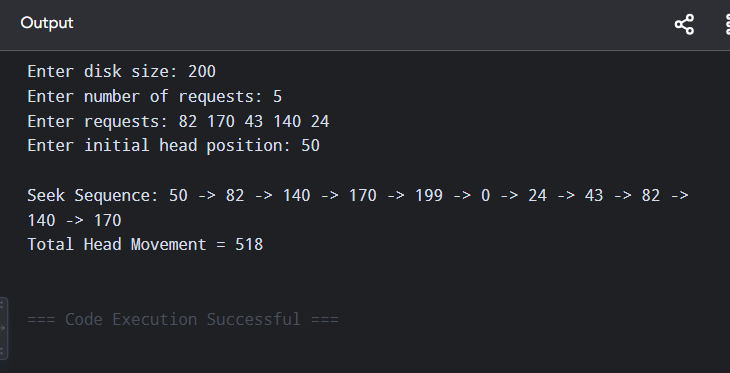 Output
Enter disk size: 200
Enter number of requests: 5
Enter requests: 82 170 43 140 24
Enter initial head position: 50
Seek Sequence: 50 -> 82 -> 140 -> 170 -> 199 -> 0 -> 24 -> 43 -> 82 ->
140 -> 170
Total Head Movement = 518
=== Code Execution Successful ===